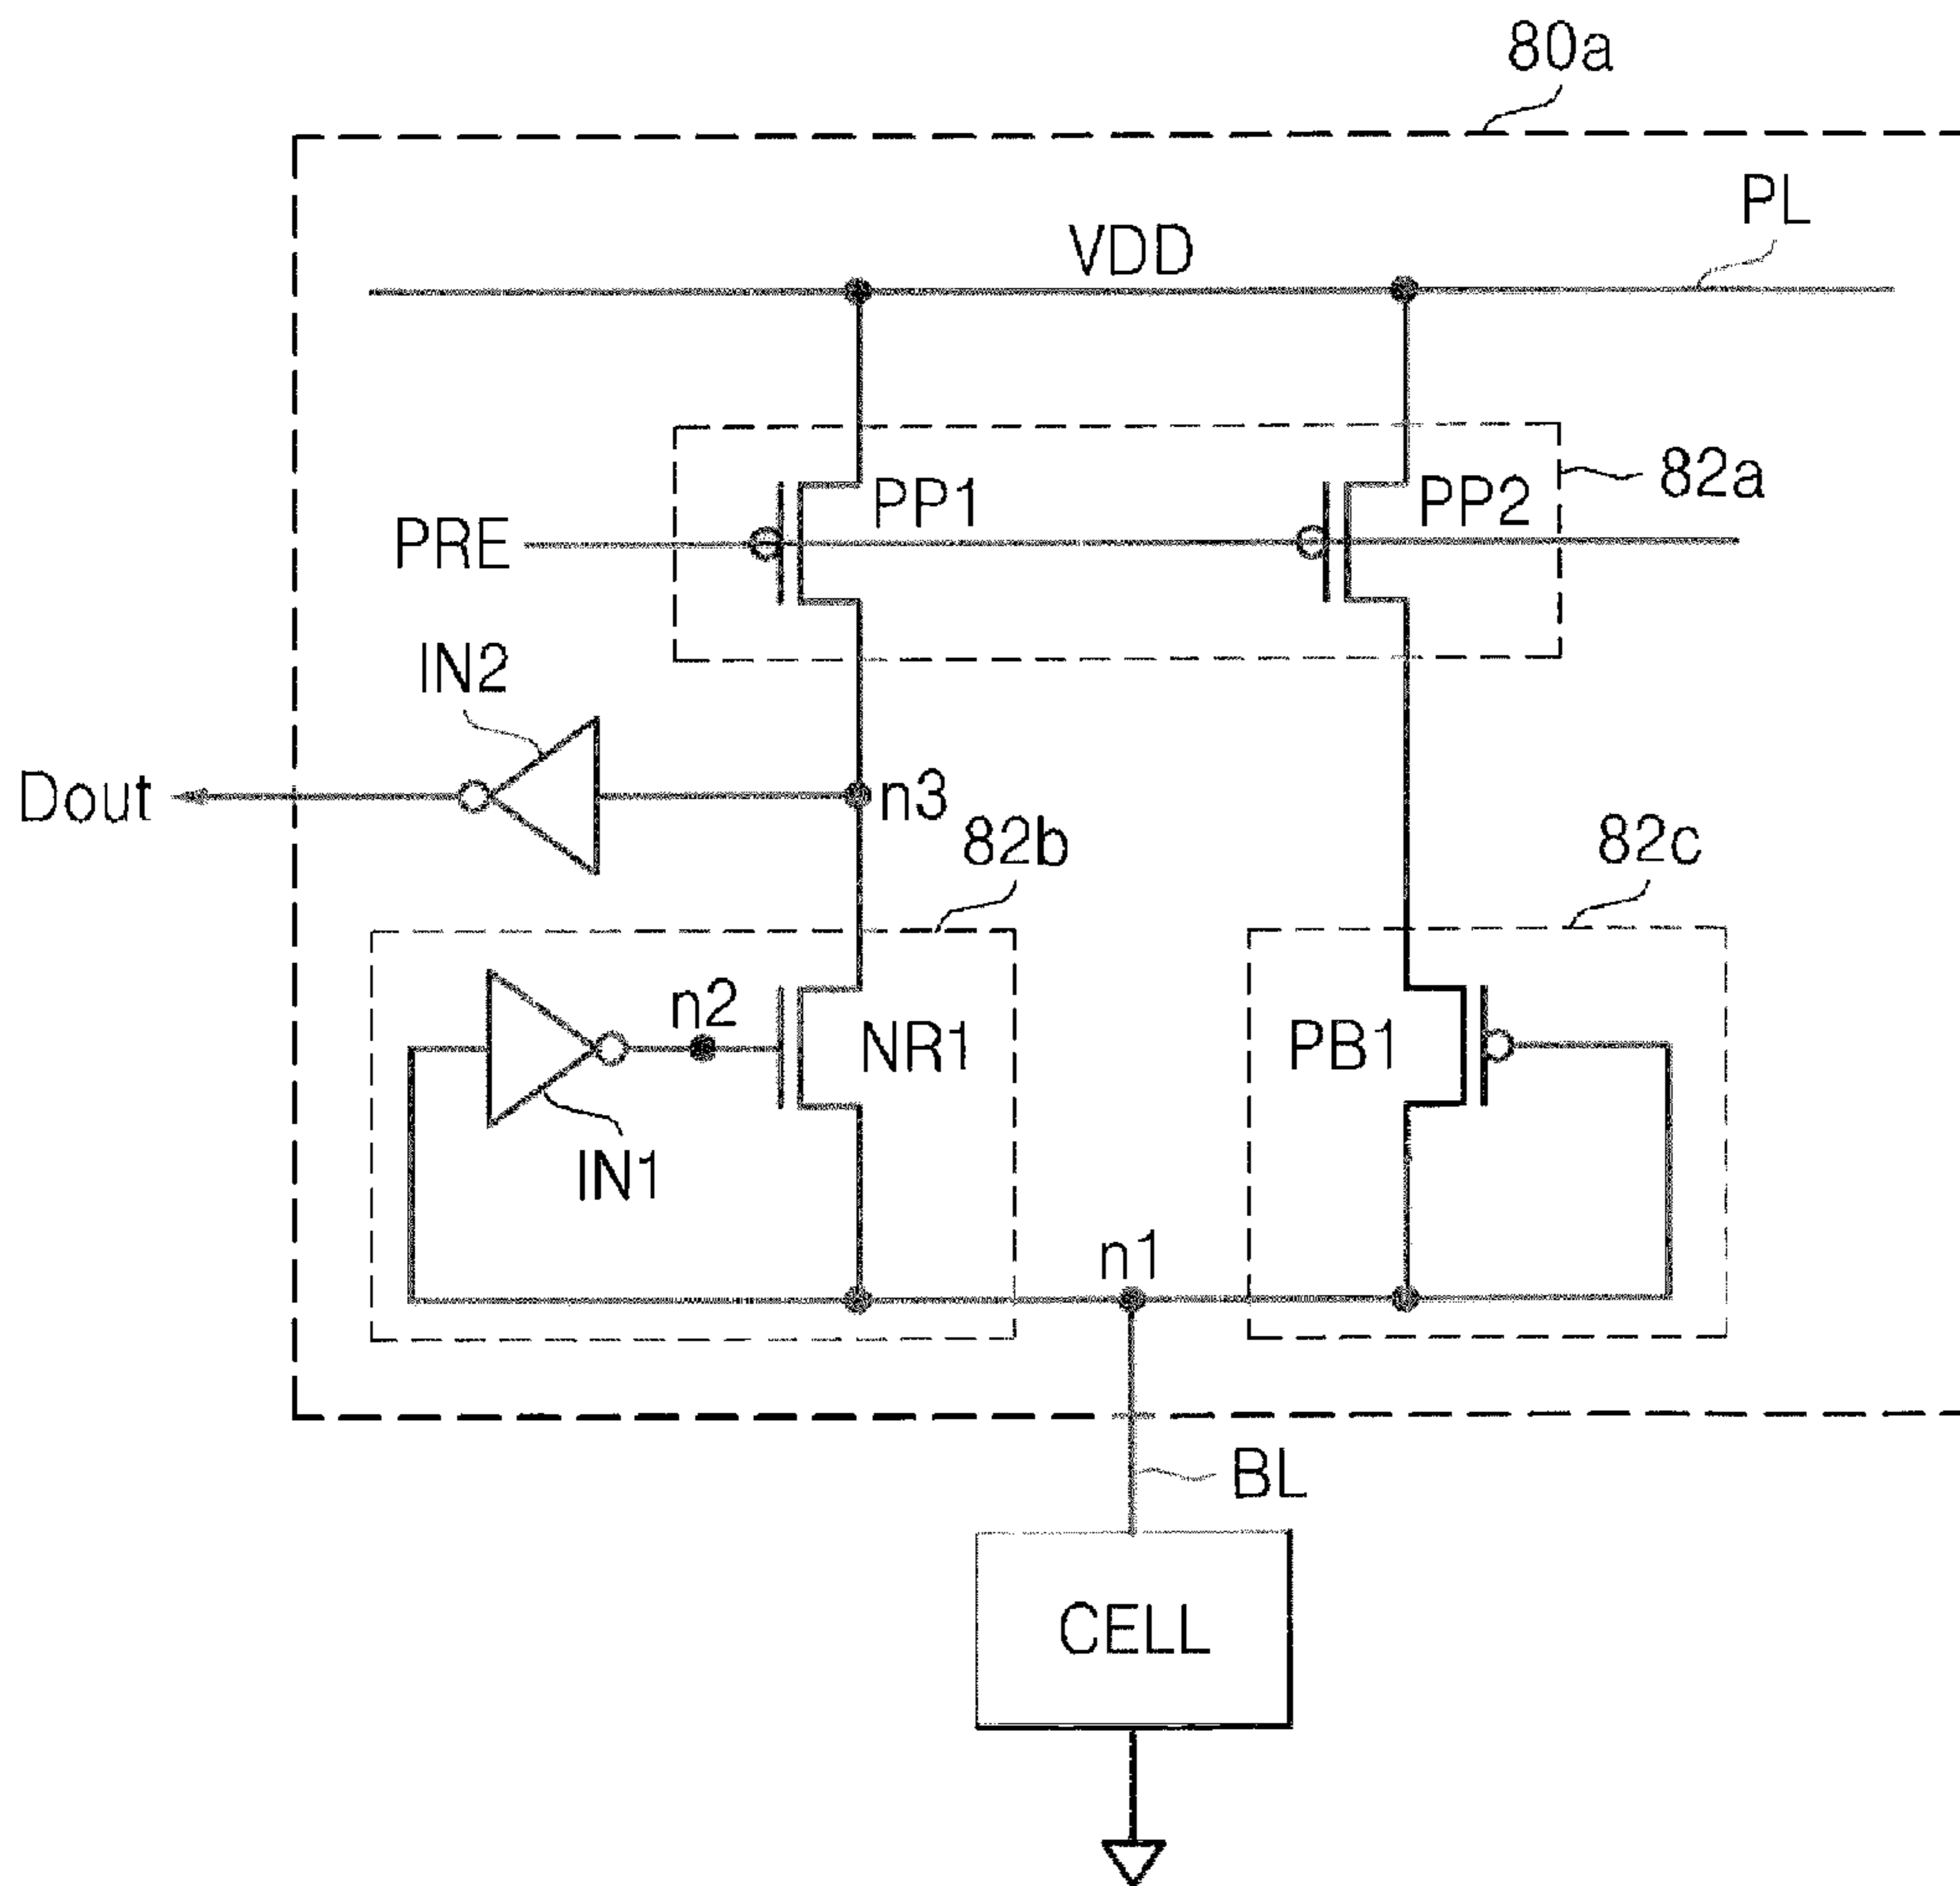 80a
PL
VDD
PP1
PP2
82a
PRE
IN2
Dout
n3
82b
82c
n2
NR1
PB1
IN1
n1
BL
CELL